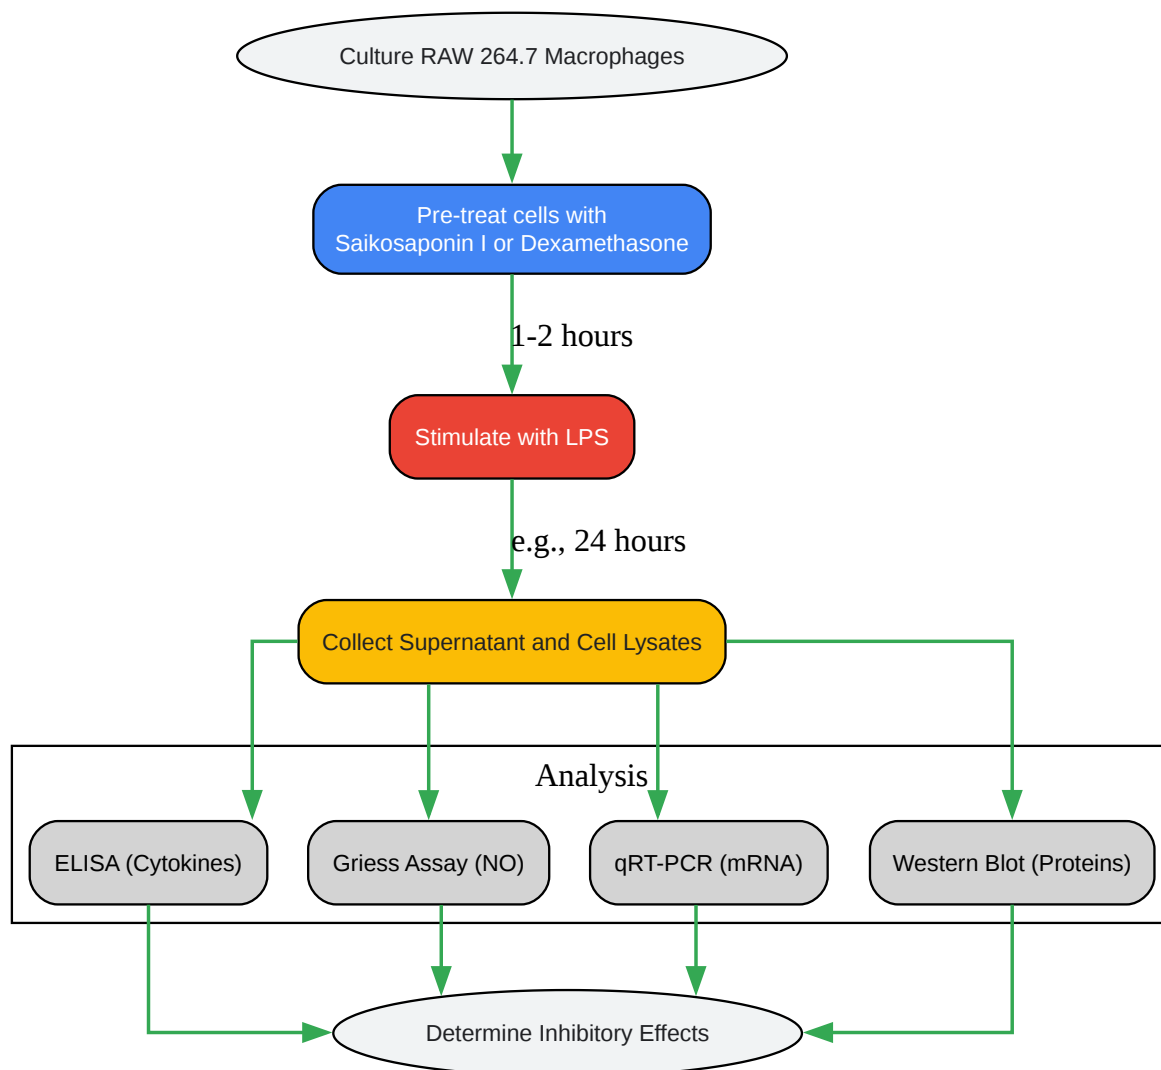 Culture RAW 264.7 Macrophages
Pre-treat cells with
Saikosaponin I or Dexamethasone
1-2 hours
Stimulate with LPS
e.g., 24 hours
Collect Supernatant and Cell Lysates
Analysis
ELISA (Cytokines)
Griess Assay (NO)
qRT-PCR (mRNA)
Western Blot (Proteins)
Determine Inhibitory Effects